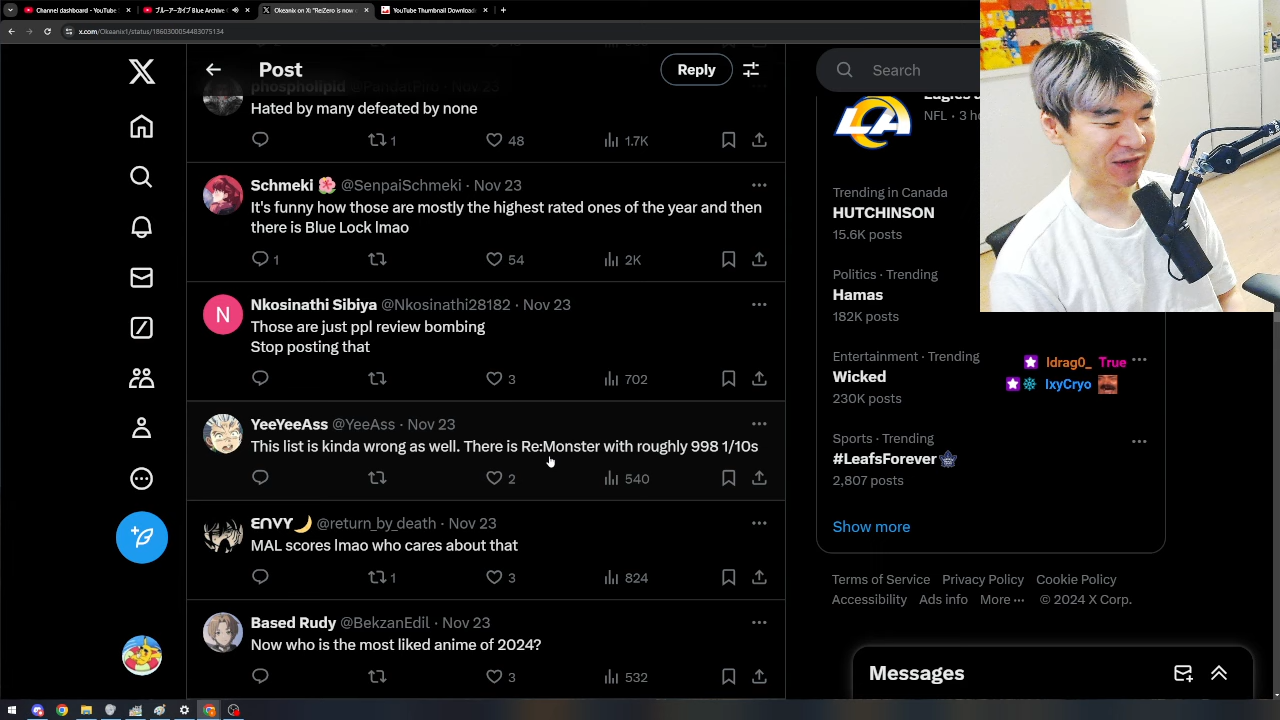 Channel dashboard - YouTube
ブルーアーカイブ Blue Archive
Okeanix on X: "Re:Zero is now
YouTube Thumbnail Download
x.com/Okeanix1/status/1860300054483075134
Post
Reply
Search
phospholipid @PandatPiro · Nov 23
Hated by many defeated by none
1
48
1.7K
Schmeki 🌺 @SenpaiSchmeki · Nov 23
It's funny how those are mostly the highest rated ones of the year and then
there is Blue Lock lmao
1
54
2K
N
Nkosinathi Sibiya @Nkosinathi28182 · Nov 23
Those are just ppl review bombing
Stop posting that
3
702
YeeYeeAss @YeeAss · Nov 23
This list is kinda wrong as well. There is Re:Monster with roughly 998 1/10s
2
540
ƐПVY🌙 @return_by_death · Nov 23
MAL scores lmao who cares about that
1
3
824
Based Rudy @BekzanEdil · Nov 23
Now who is the most liked anime of 2024?
3
532
LA
NFL · 3 h
Trending in Canada
HUTCHINSON
15.6K posts
Politics · Trending
Hamas
182K posts
Entertainment · Trending
Wicked
230K posts
Idrag0_ True
IxyCryo
Sports · Trending
#LeafsForever
2,807 posts
Show more
Terms of Service Privacy Policy Cookie Policy
Accessibility Ads info More ··· © 2024 X Corp.
Messages